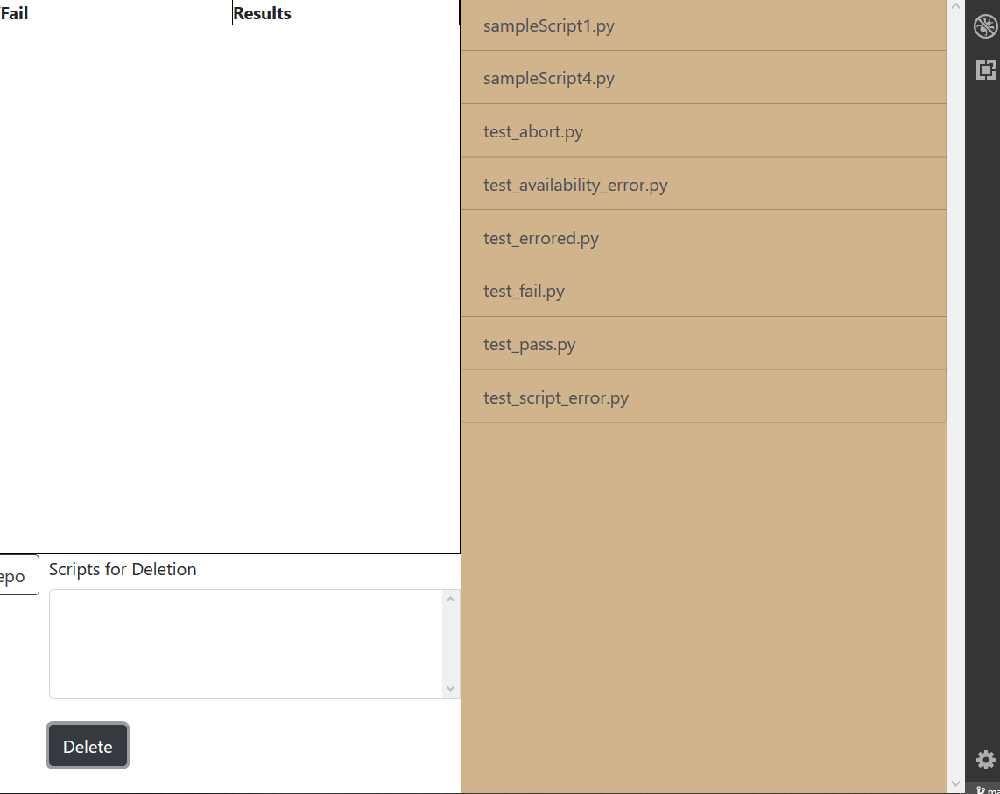 Fail
Results
sampleScript1.py
sampleScript4.py
test_abort.py
test_availability_error.py
test_errored.py
test_fail.py
test_pass.py
test_script_error.py
epo
Scripts for Deletion
Delete